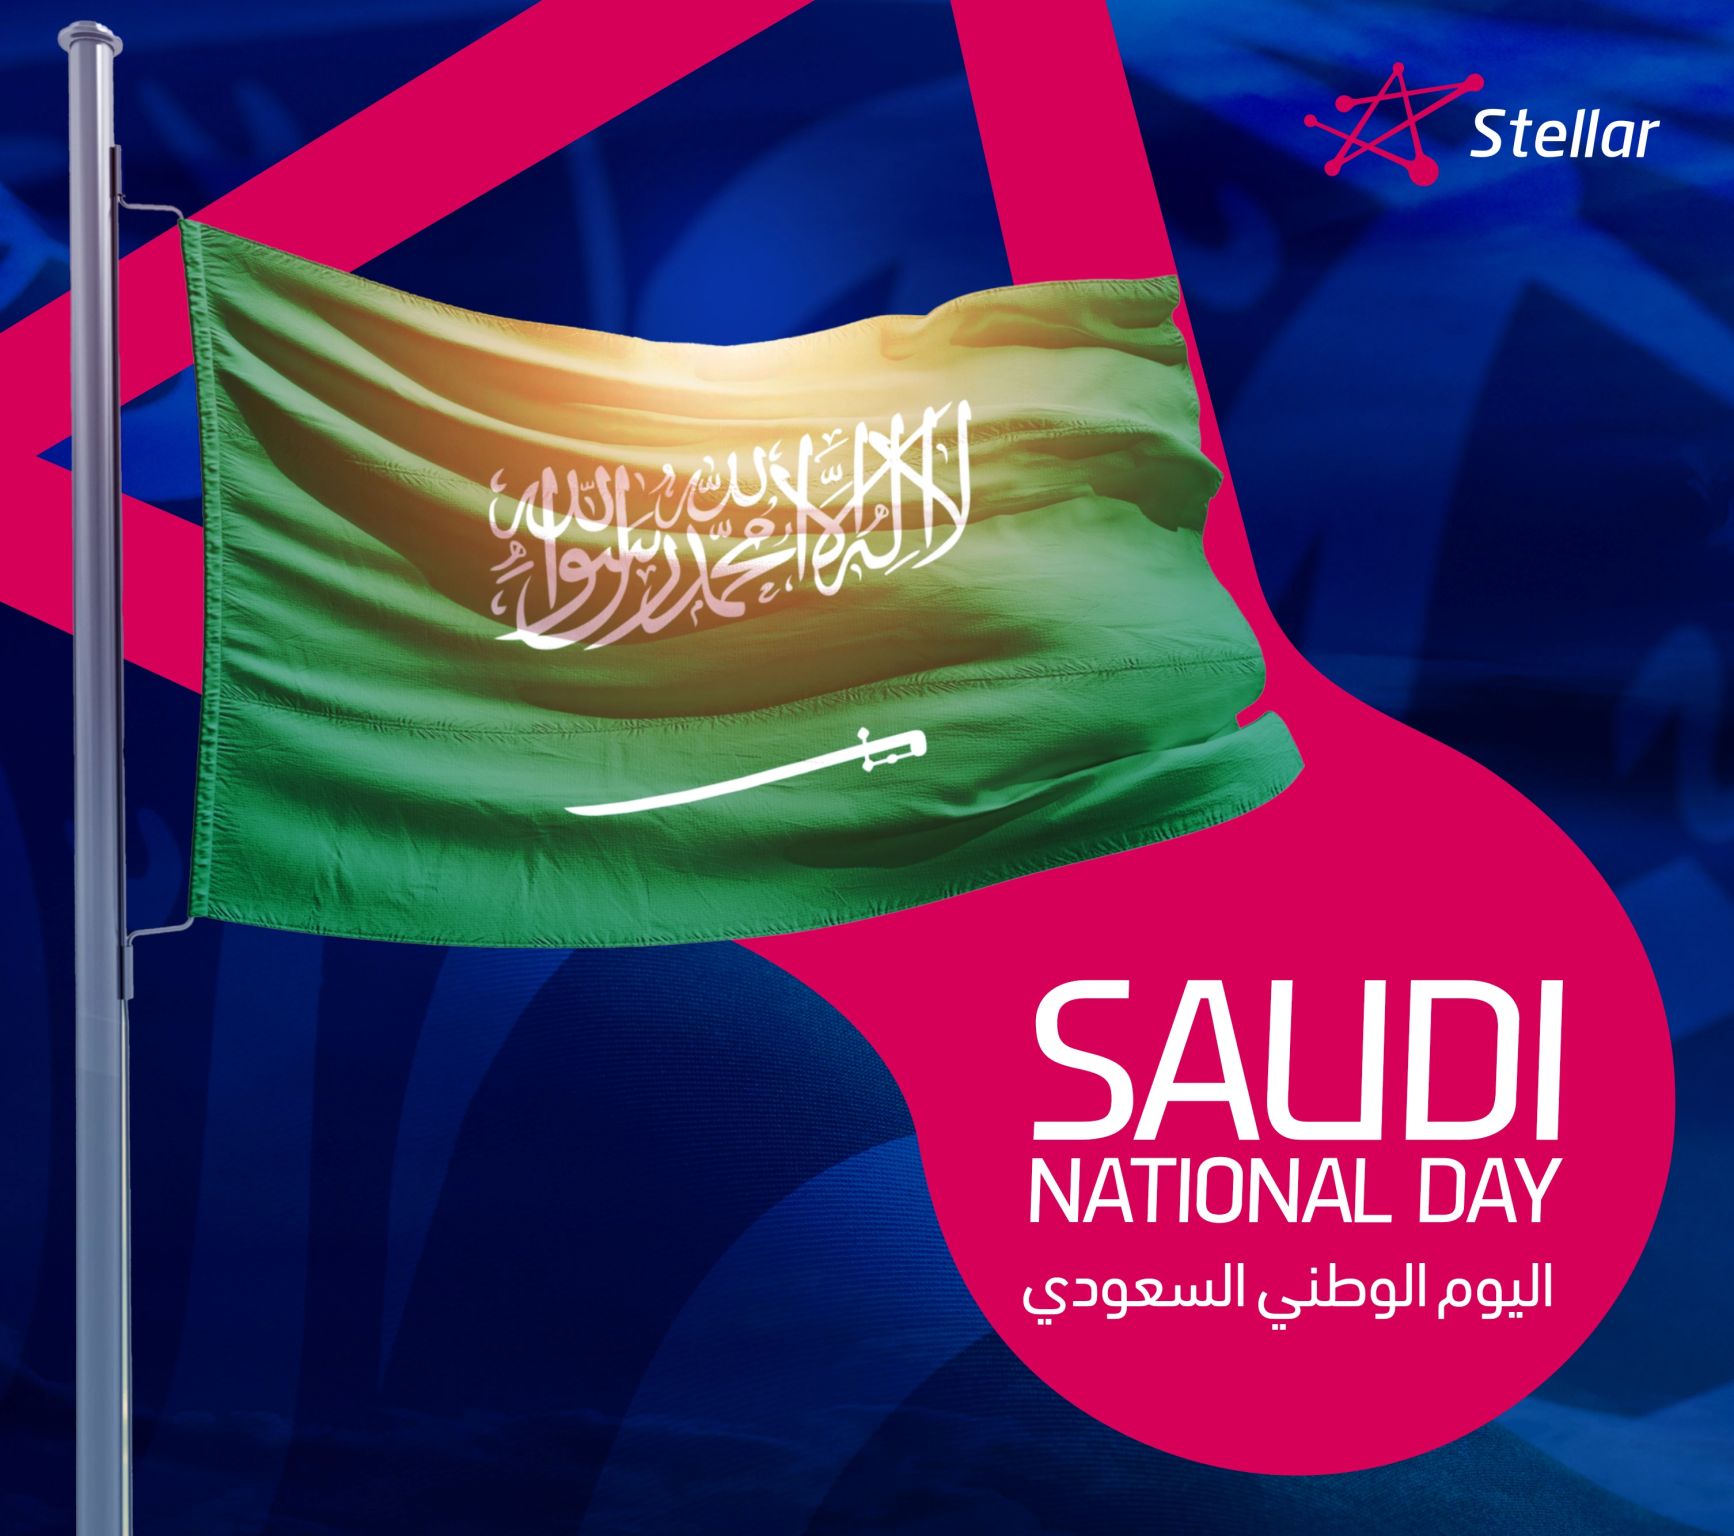 Stellar
لا إله إلا الله محمد رسول الله
SAUDI
NATIONAL DAY
اليوم الوطني السعودي